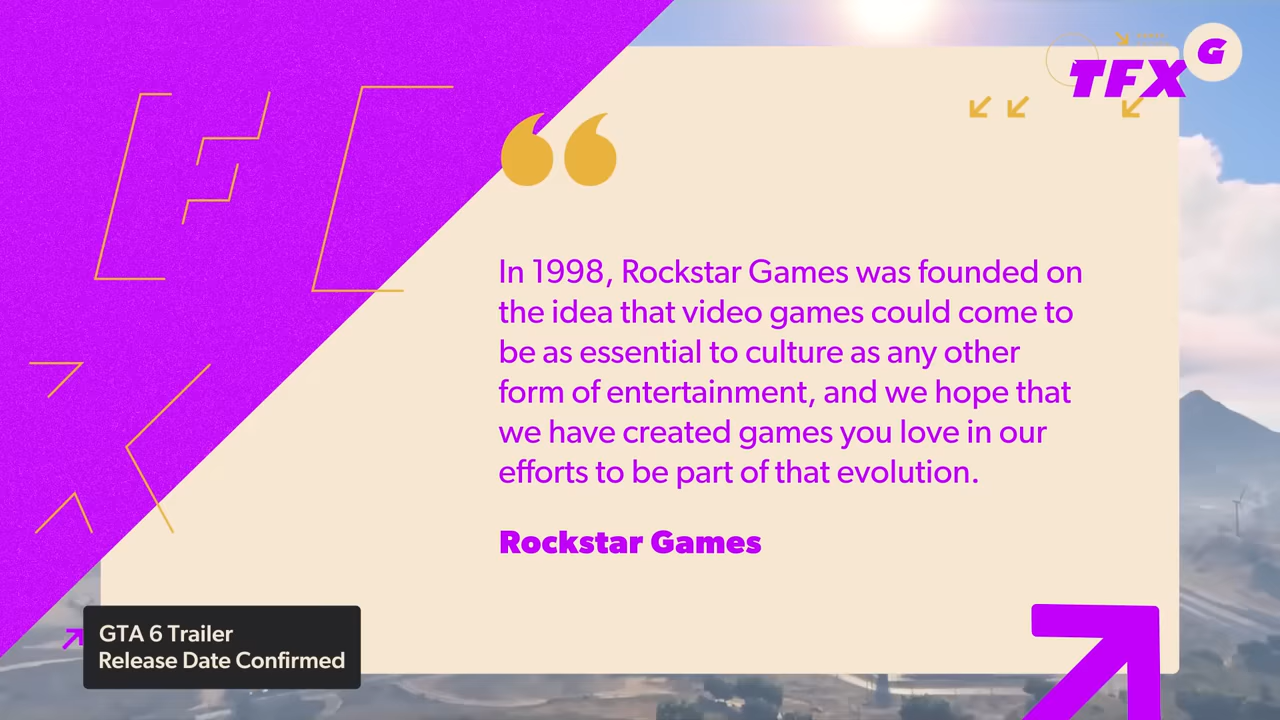 TFX
G
“
In 1998, Rockstar Games was founded on
the idea that video games could come to
be as essential to culture as any other
form of entertainment, and we hope that
we have created games you love in our
efforts to be part of that evolution.
Rockstar Games
GTA 6 Trailer
Release Date Confirmed